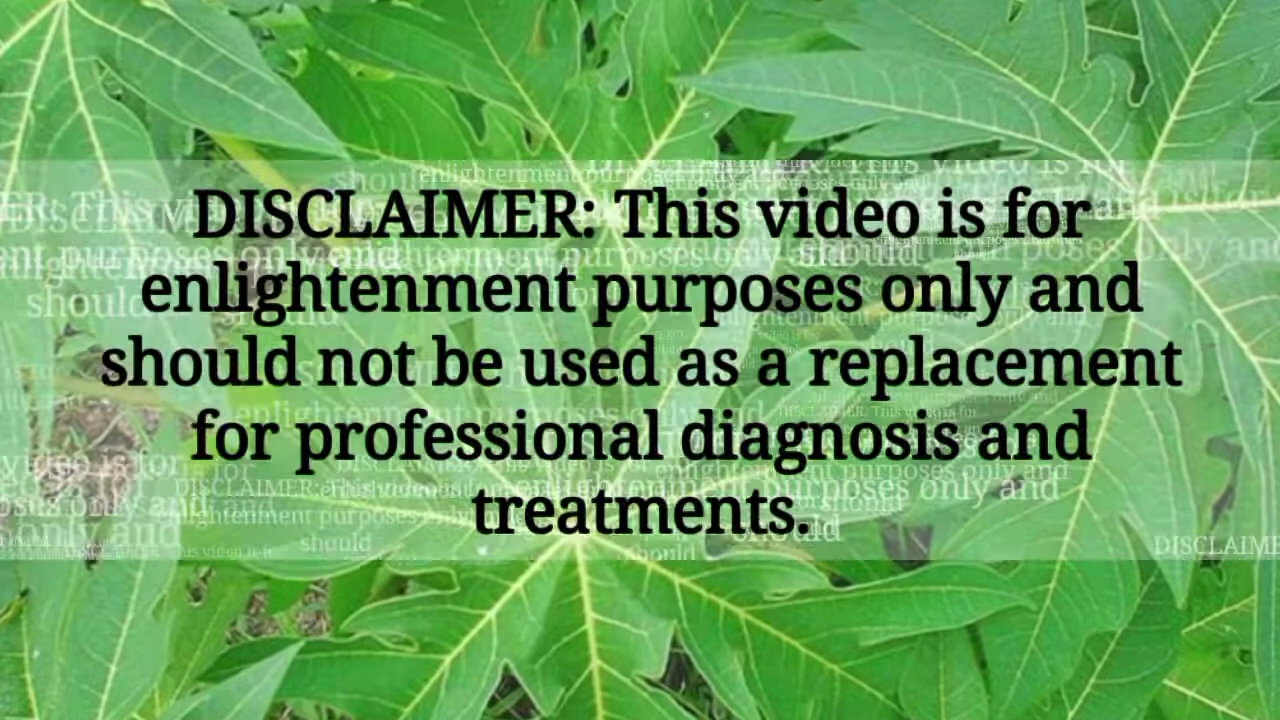 DISCLAIMER: This video is for
enlightenment purposes only and
should not be used as a replacement
for professional diagnosis and
treatments.